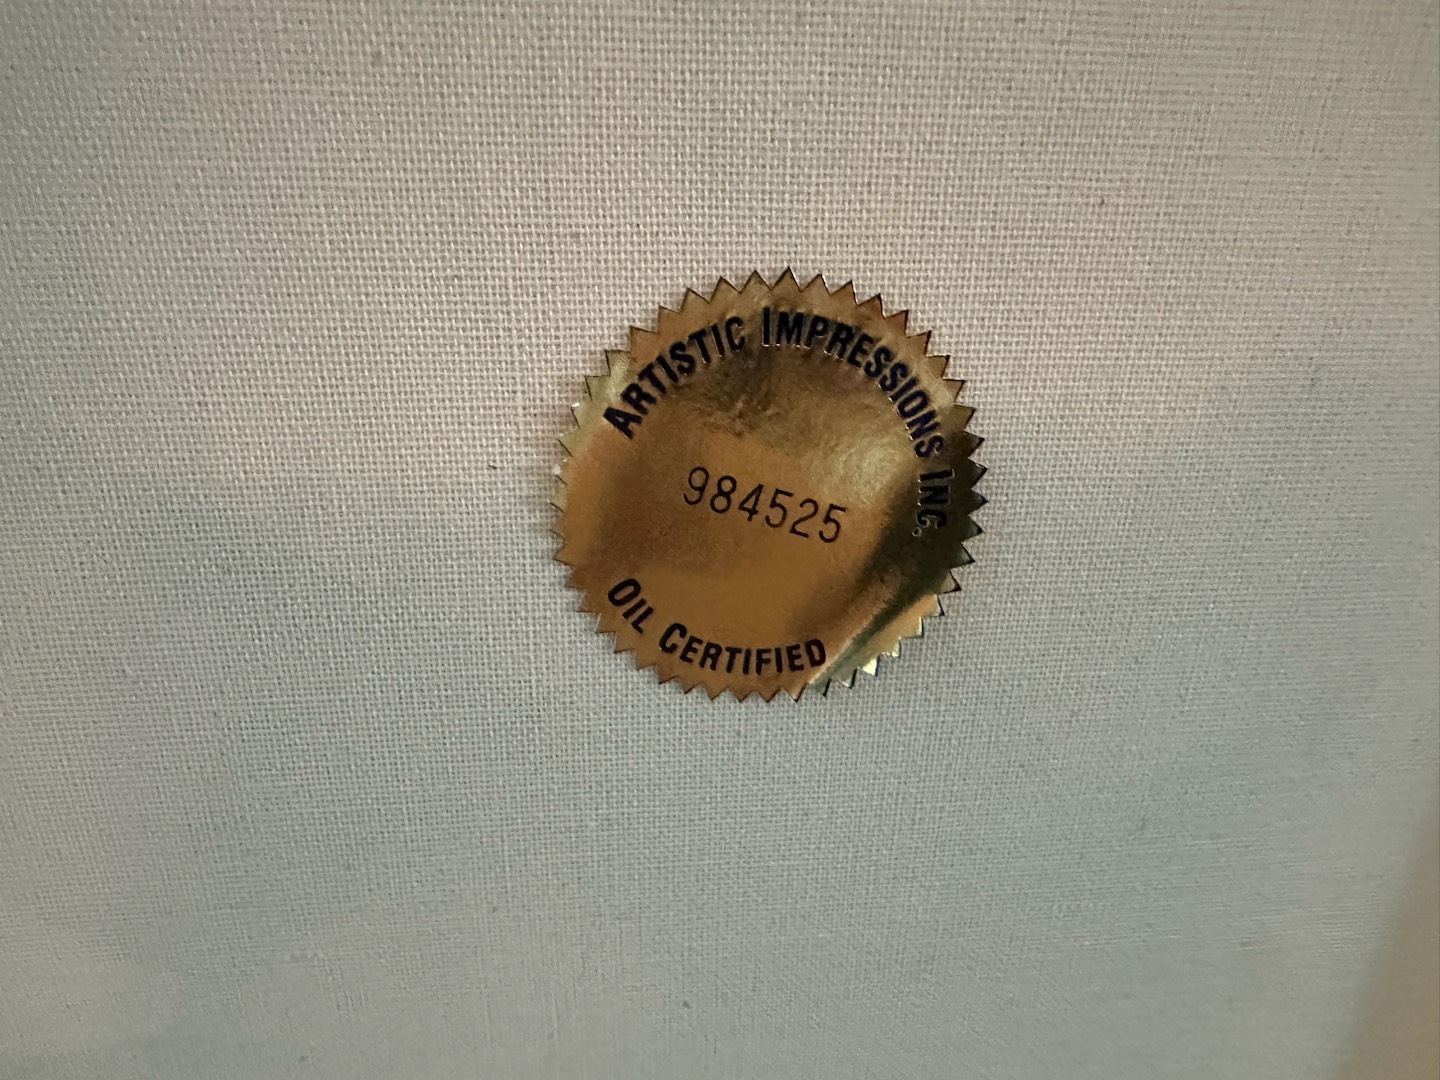 ARTISTIC IMPRESSIONS INC.
984525
OIL CERTIFIED